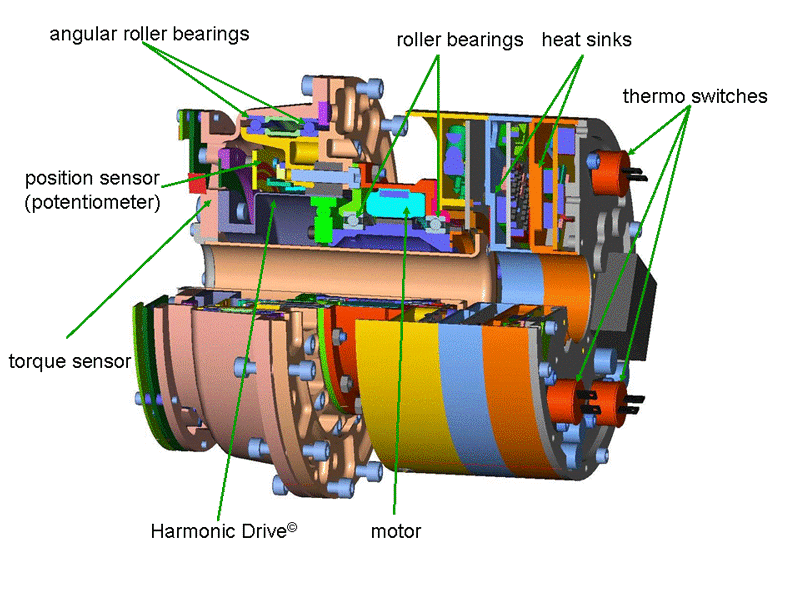 angular roller bearings
roller bearings
heat sinks
thermo switches
position sensor
(potentiometer)
torque sensor
Harmonic Drive©
motor